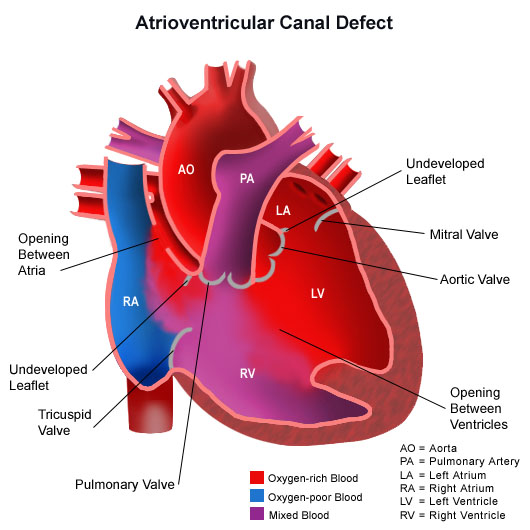 Atrioventricular Canal Defect
Undeveloped
Leaflet
AO
PA
LA
Mitral Valve
Opening
Between
Atria
Aortic Valve
RA
LV
Undeveloped
Leaflet
RV
Tricuspid
Valve
Opening
Between
Ventricles
Pulmonary Valve
Oxygen-rich Blood
Oxygen-poor Blood
Mixed Blood
AO = Aorta
PA = Pulmonary Artery
LA = Left Atrium
RA = Right Atrium
LV = Left Ventricle
RV = Right Ventricle